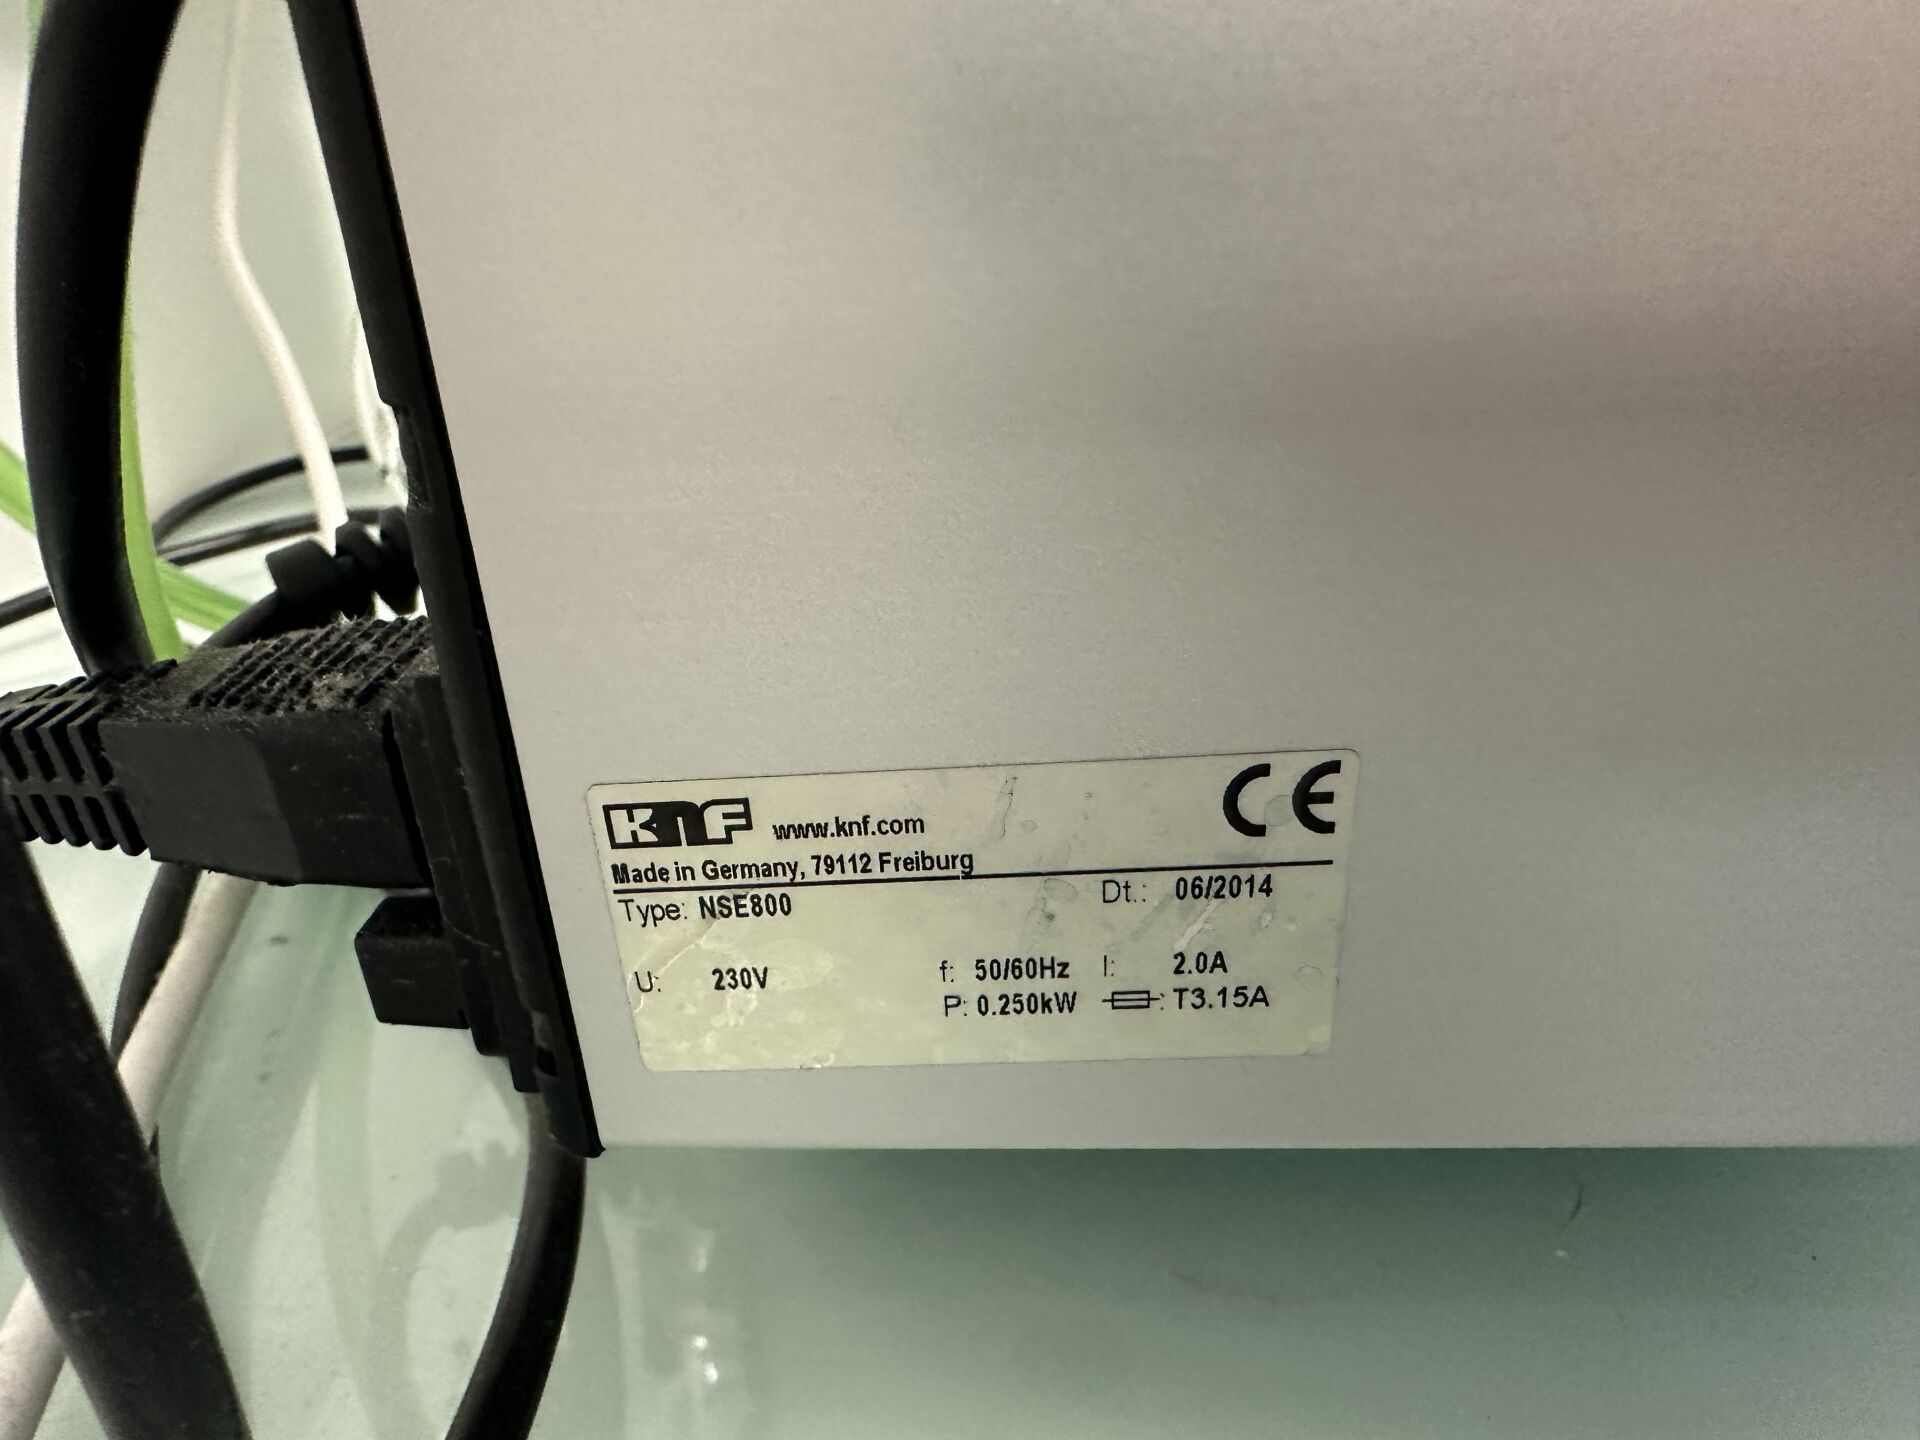 KNF www.knf.com CE
Made in Germany, 79112 Freiburg
Type: NSE800 Dt.: 06/2014
U: 230V f: 50/60Hz I: 2.0A
P: 0.250kW : T3.15A